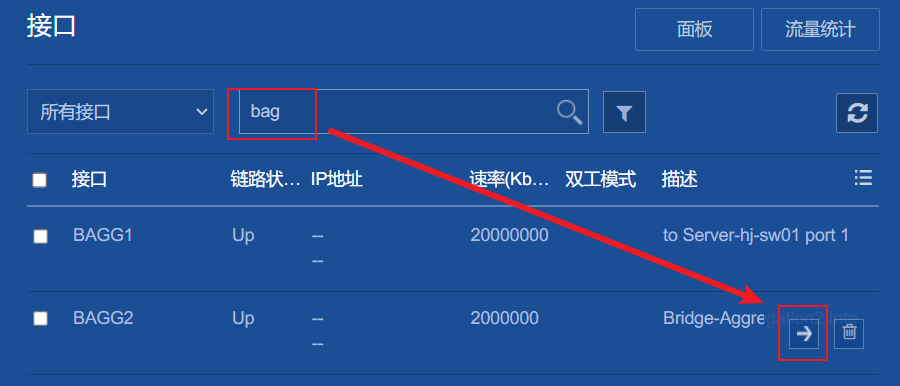 接口
面板 流量统计
所有接口 bag
接口 链路状... IP地址 速率(Kb... 双工模式 描述
BAGG1 Up -- 20000000 to Server-hj-sw01 port 1
--
BAGG2 Up -- 2000000 Bridge-Aggregation2 Inte...
--